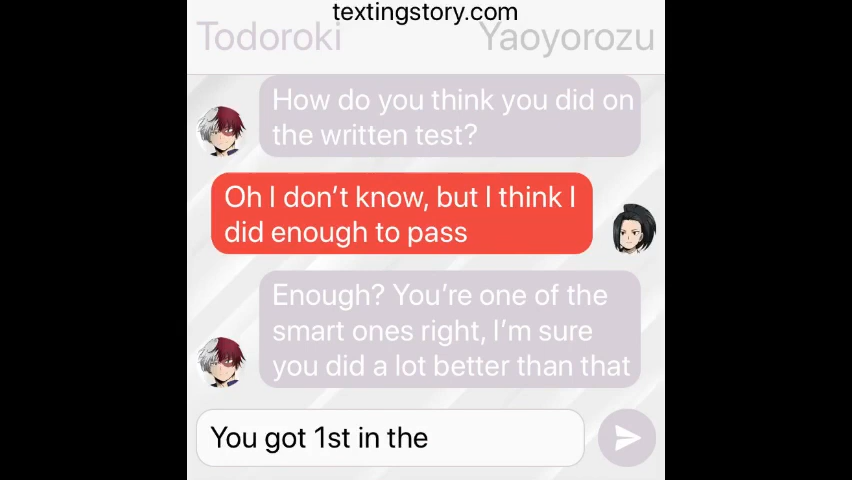 textingstory.com
Todoroki
Yaoyorozu
How do you think you did on
the written test?
Oh I don’t know, but I think I
did enough to pass
Enough? You’re one of the
smart ones right, I’m sure
you did a lot better than that
You got 1st in the